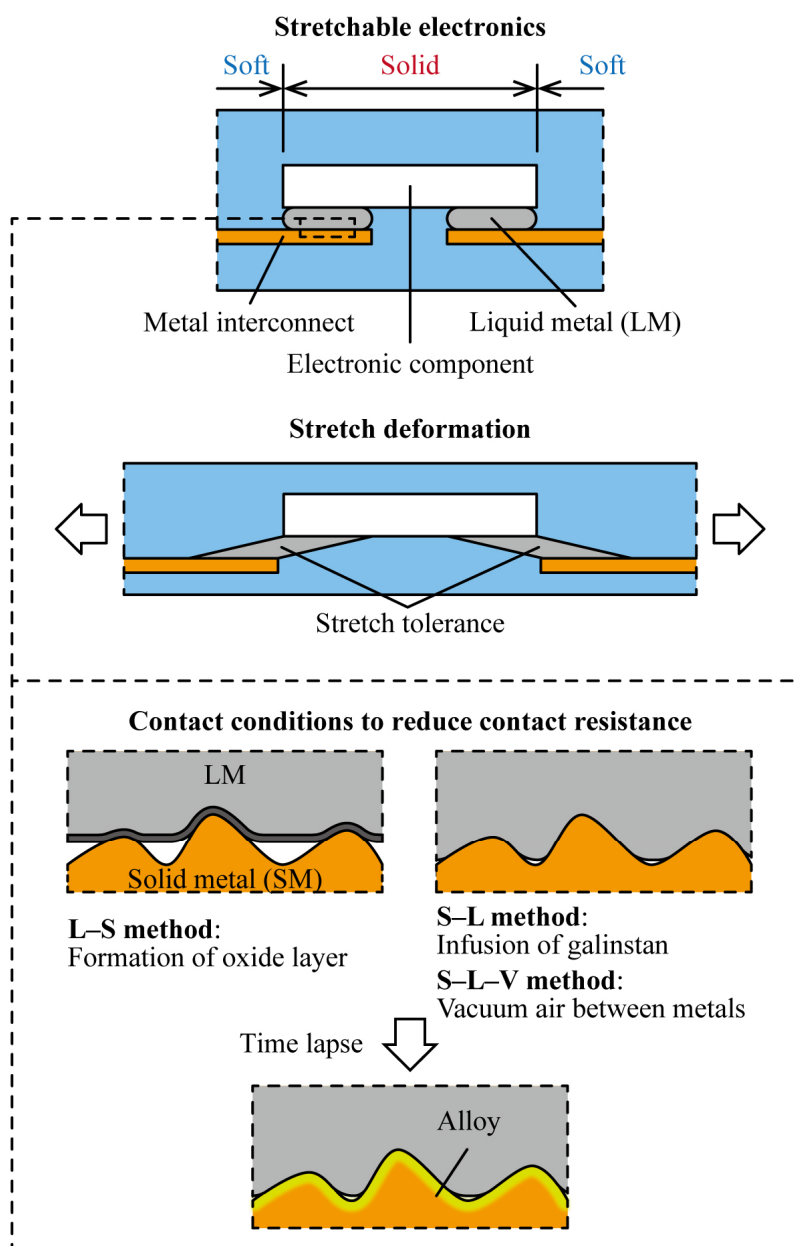 Stretchable electronics
Soft Solid Soft
Metal interconnect Liquid metal (LM)
Electronic component
Stretch deformation
Stretch tolerance
Contact conditions to reduce contact resistance
LM
Solid metal (SM)
L–S method:
Formation of oxide layer
S–L method:
Infusion of galinstan
S–L–V method:
Vacuum air between metals
Time lapse
Alloy